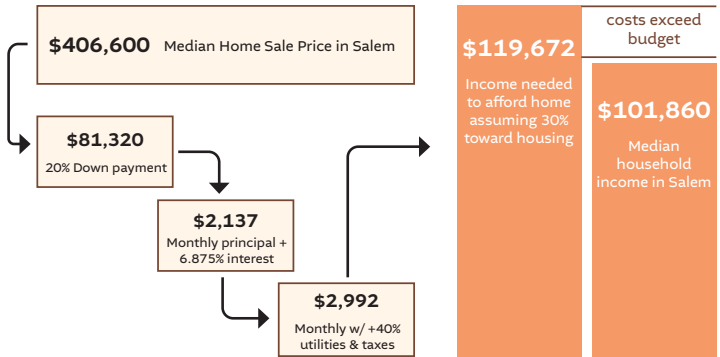 $406,600 Median Home Sale Price in Salem
$81,320
20% Down payment
$2,137
Monthly principal +
6.875% interest
$2,992
Monthly w/ +40%
utilities & taxes
$119,672
Income needed
to afford home
assuming 30%
toward housing
costs exceed
budget
$101,860
Median
household
income in Salem